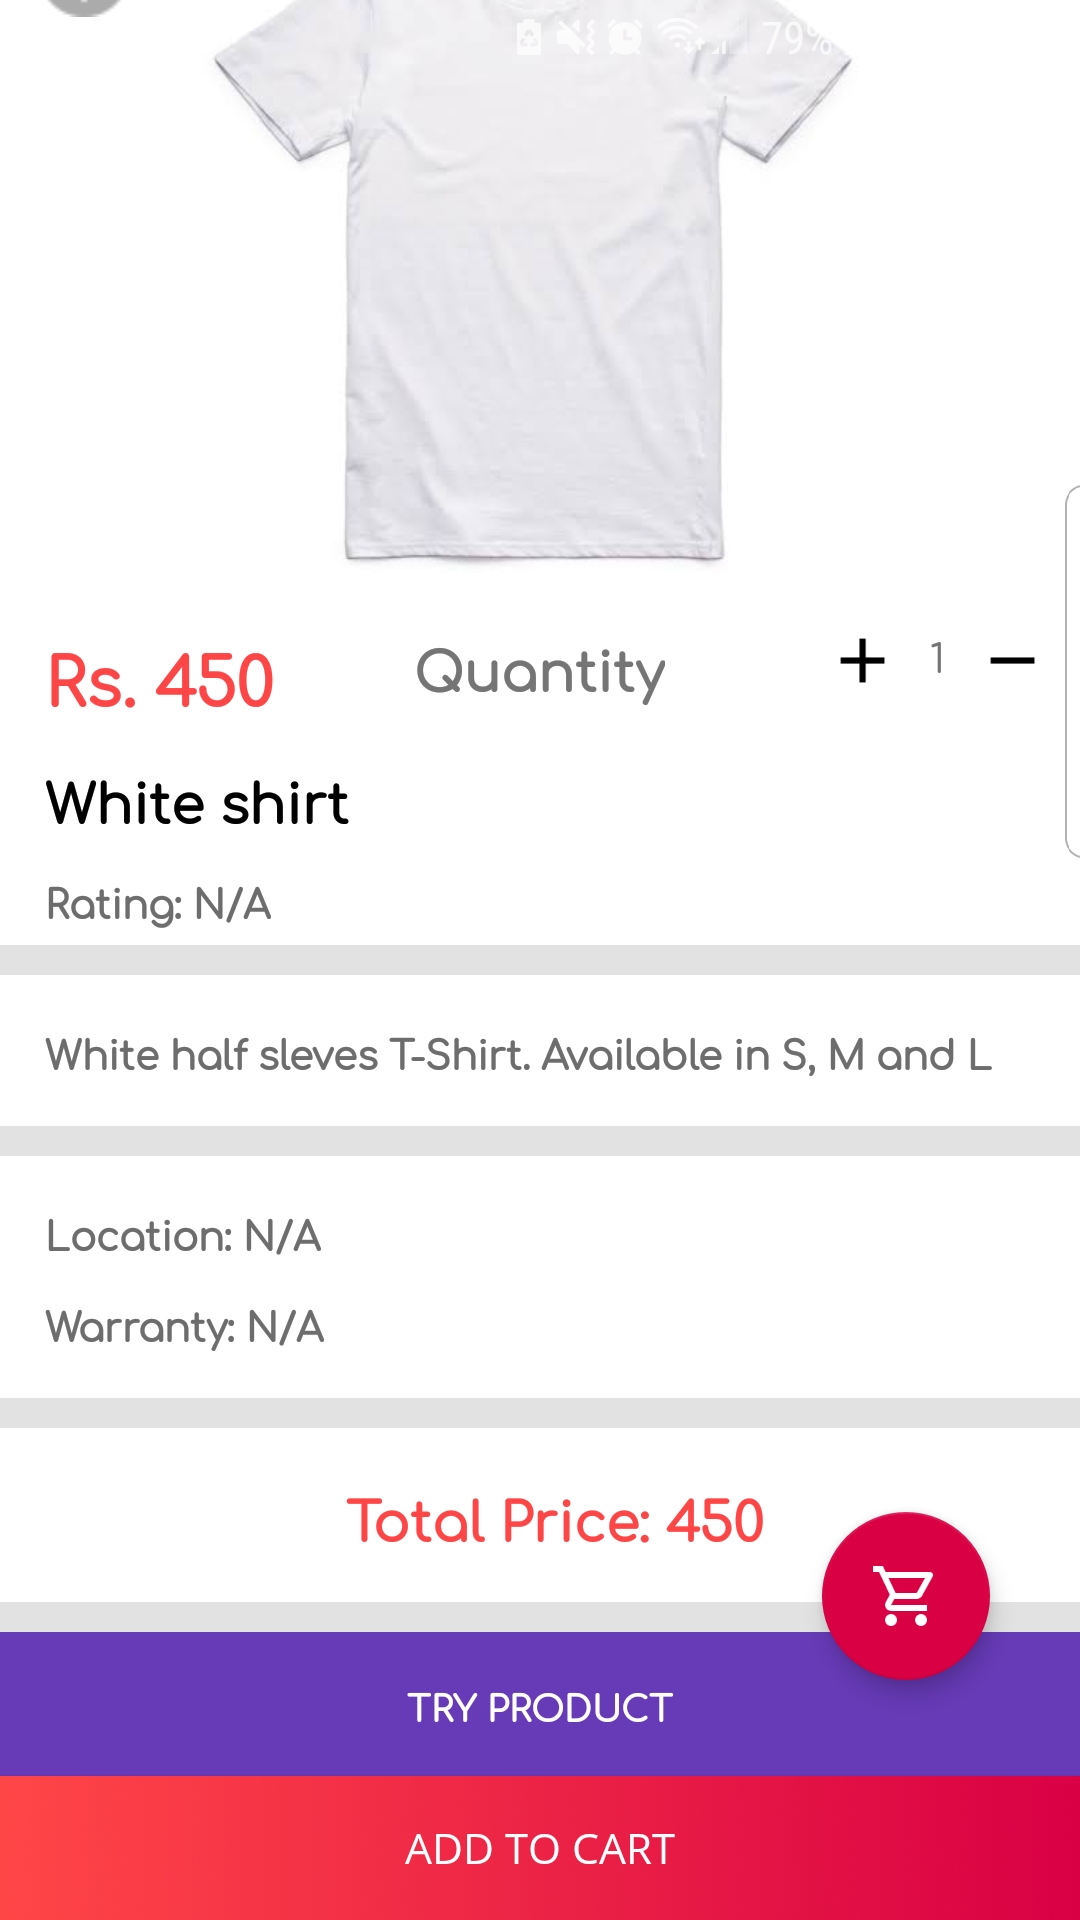 79%
Rs. 450 Quantity 1
White shirt
Rating: N/A
White half sleves T-Shirt. Available in S, M and L
Location: N/A
Warranty: N/A
Total Price: 450
TRY PRODUCT
ADD TO CART